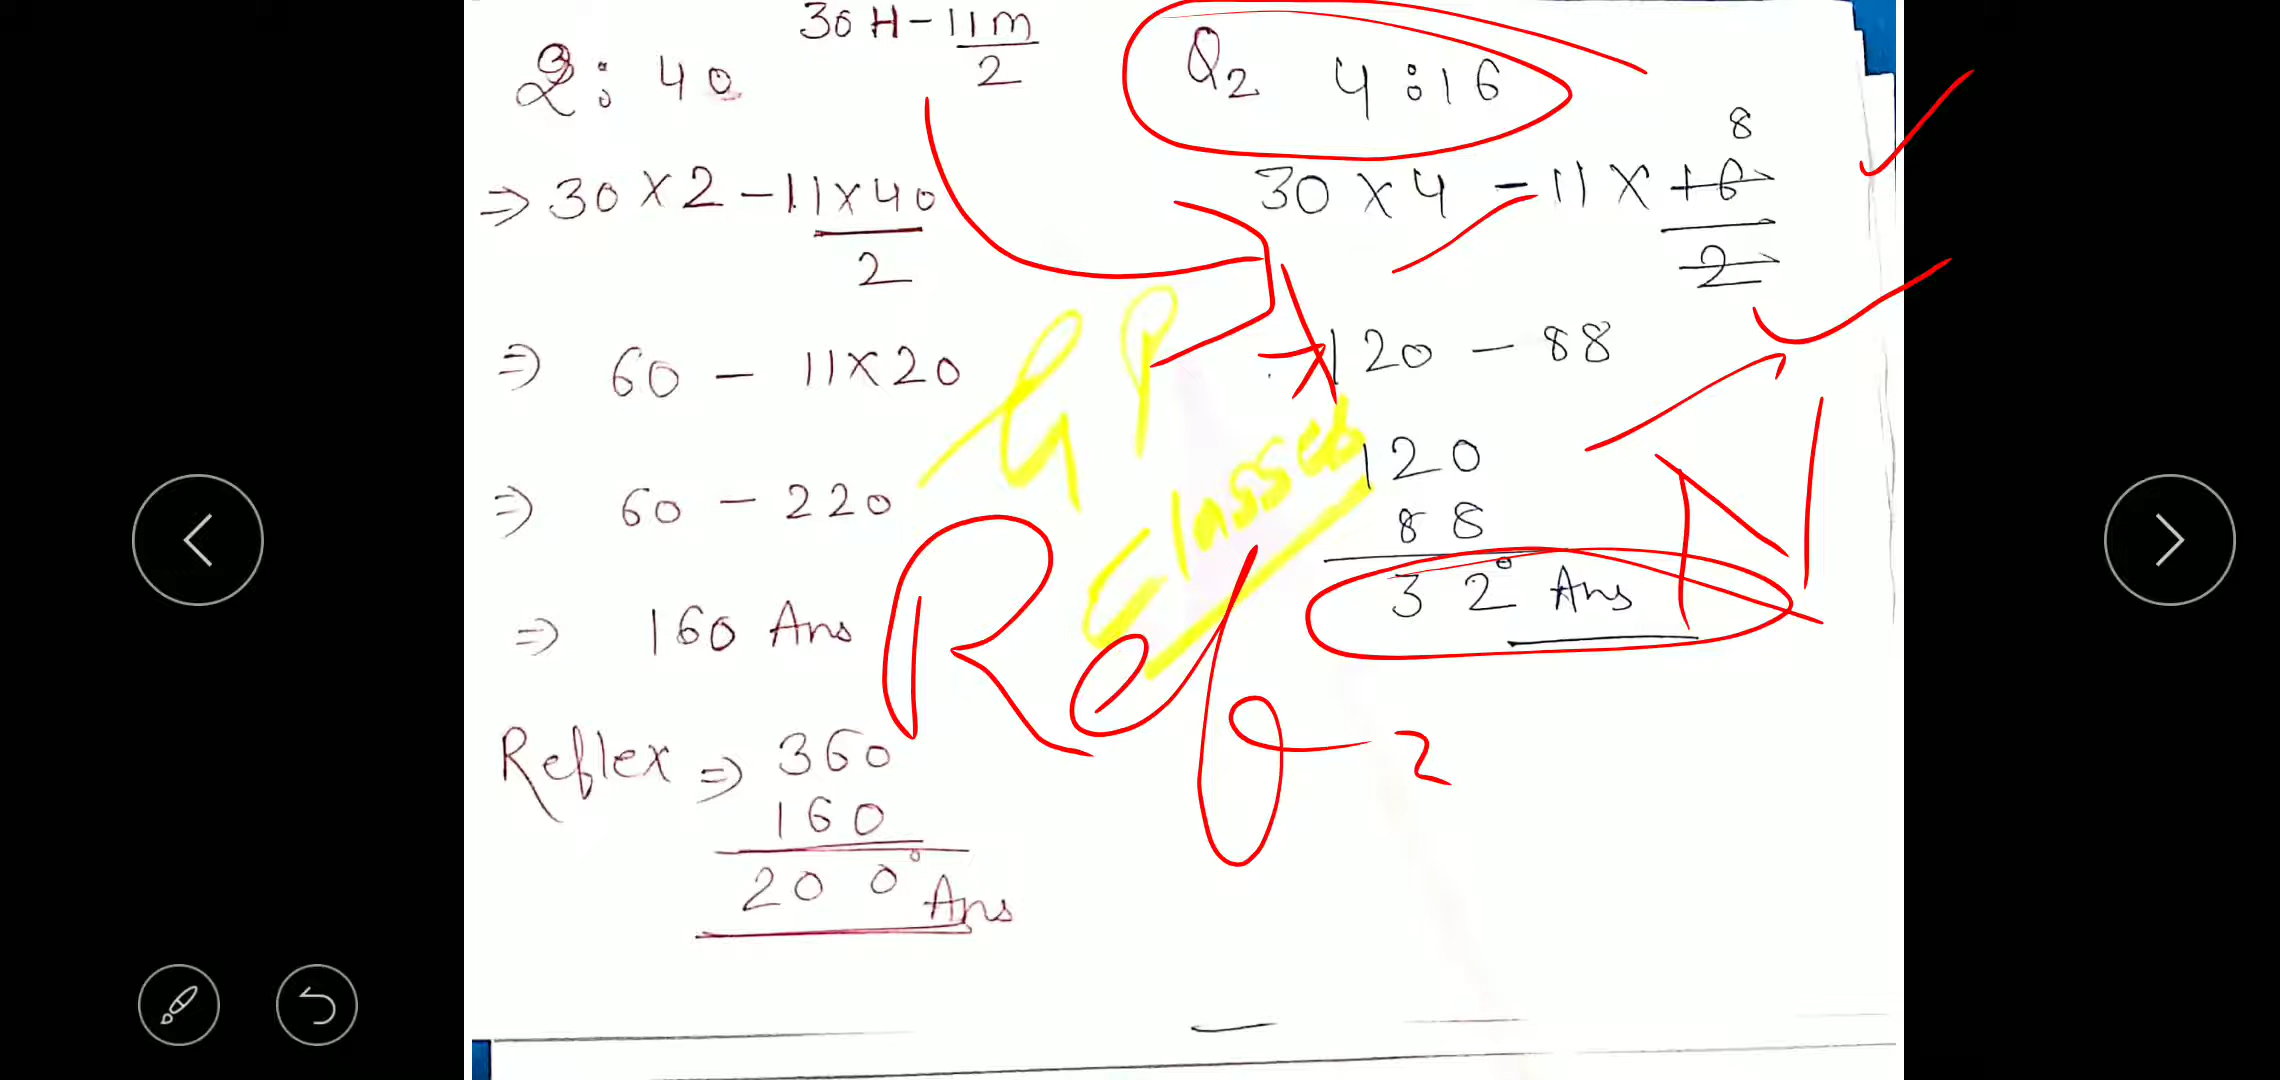 30H-11m/2
2: 40
⇒ 30 × 2 - 11×40/2
⇒ 60 - 11×20
⇒ 60 - 220
⇒ 160 Ans
Reflex ⇒ 360
160
200° Ans
Q2 4:16
8
30 × 4 - 11 × 16/2
120 - 88
120
88
32° Ans
GP
Classes
Ref
N